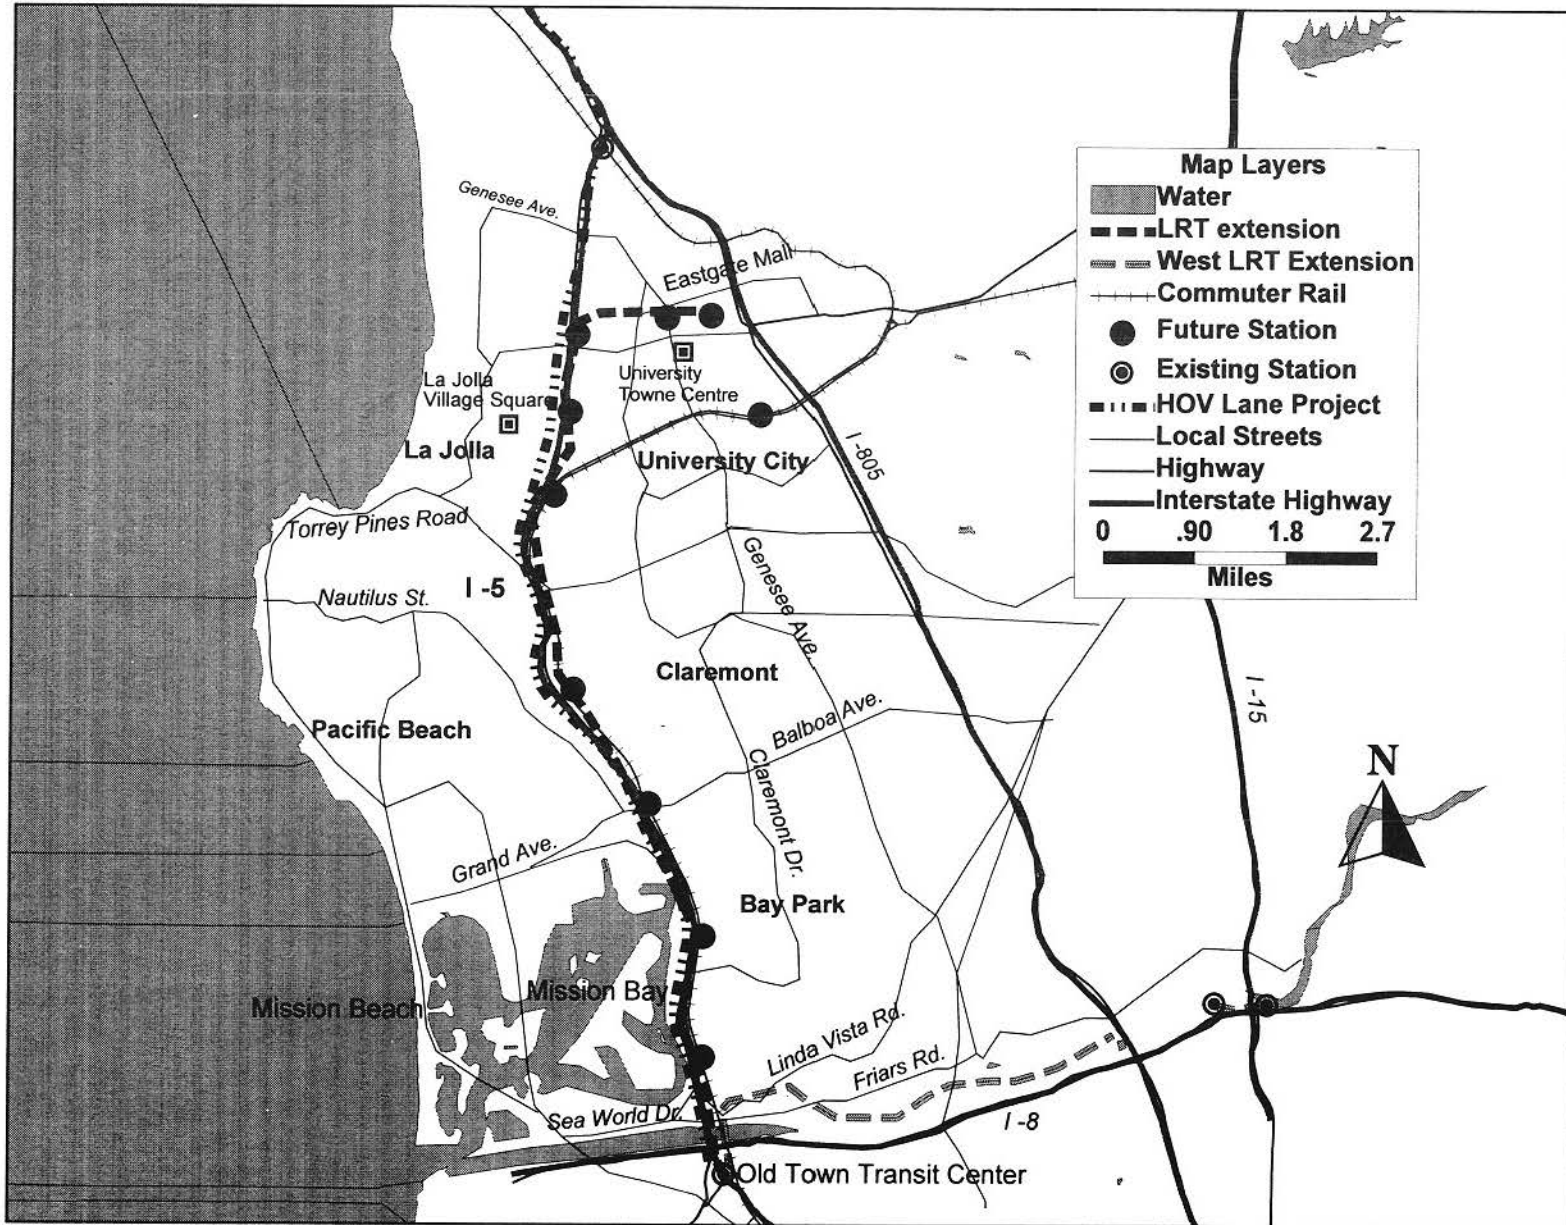 Map Layers
Water
LRT extension
West LRT Extension
Commuter Rail
Future Station
Existing Station
HOV Lane Project
Local Streets
Highway
Interstate Highway
0 .90 1.8 2.7
Miles
Genesee Ave.
Eastgate Mall
La Jolla
Village Square
University
Towne Centre
La Jolla
University City
I -805
Torrey Pines Road
I -5
Nautilus St.
Genesee Ave.
Claremont
I -15
Pacific Beach
Balboa Ave.
Claremont Dr.
N
Grand Ave.
Bay Park
Mission Bay
Mission Beach
Linda Vista Rd.
Friars Rd.
Sea World Dr.
I -8
Old Town Transit Center